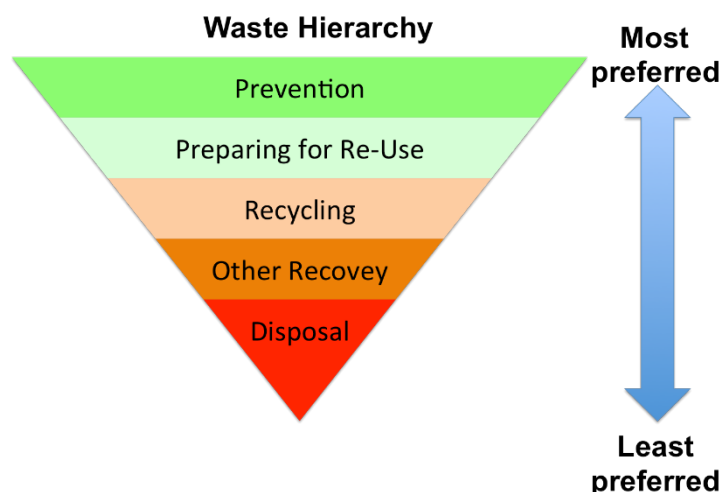 Waste Hierarchy
Most
preferred
Prevention
Preparing for Re-Use
Recycling
Other Recovey
Disposal
Least
preferred